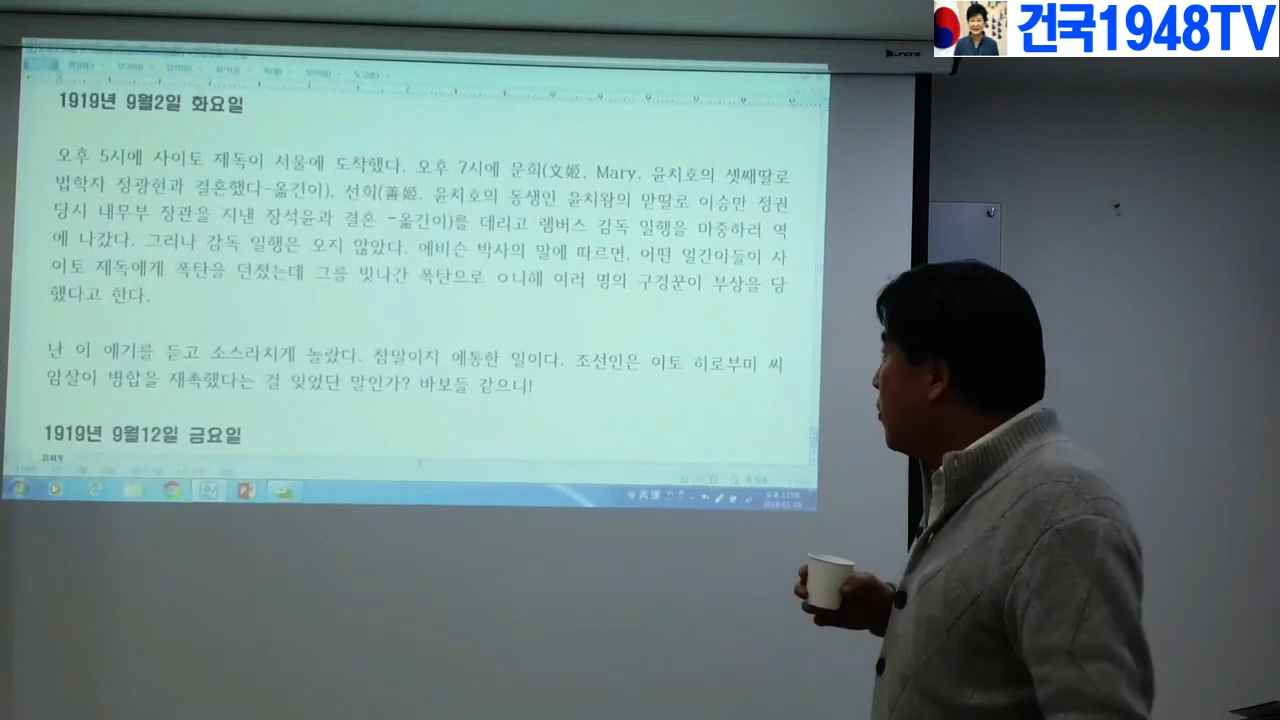 건국1948TV
1919년 9월2일 화요일
오후 5시에 사이토 제독이 서울에 도착했다. 오후 7시에 문희(文姬, Mary. 윤치호의 셋째딸로
법학자 정광현과 결혼했다-옮긴이), 선희(善姬. 윤치호의 동생인 윤치왕의 맏딸로 이승만 정권
당시 내무부 장관을 지낸 장석윤과 결혼 -옮긴이)를 데리고 램버스 감독 일행을 마중하러 역
에 나갔다. 그러나 감독 일행은 오지 않았다. 에비슨 박사의 말에 따르면, 어떤 얼간이들이 사
이토 제독에게 폭탄을 던졌는데 그를 빗나간 폭탄으로 ㅇ니해 여러 명의 구경꾼이 부상을 당
했다고 한다.
난 이 얘기를 듣고 소스라치게 놀랐다. 참말이지 애통한 일이다. 조선인은 이토 히로부미 씨
암살이 병합을 재촉했다는 걸 잊었단 말인가? 바보들 같으니!
1919년 9월12일 금요일
오후 12:08
2019-01-19